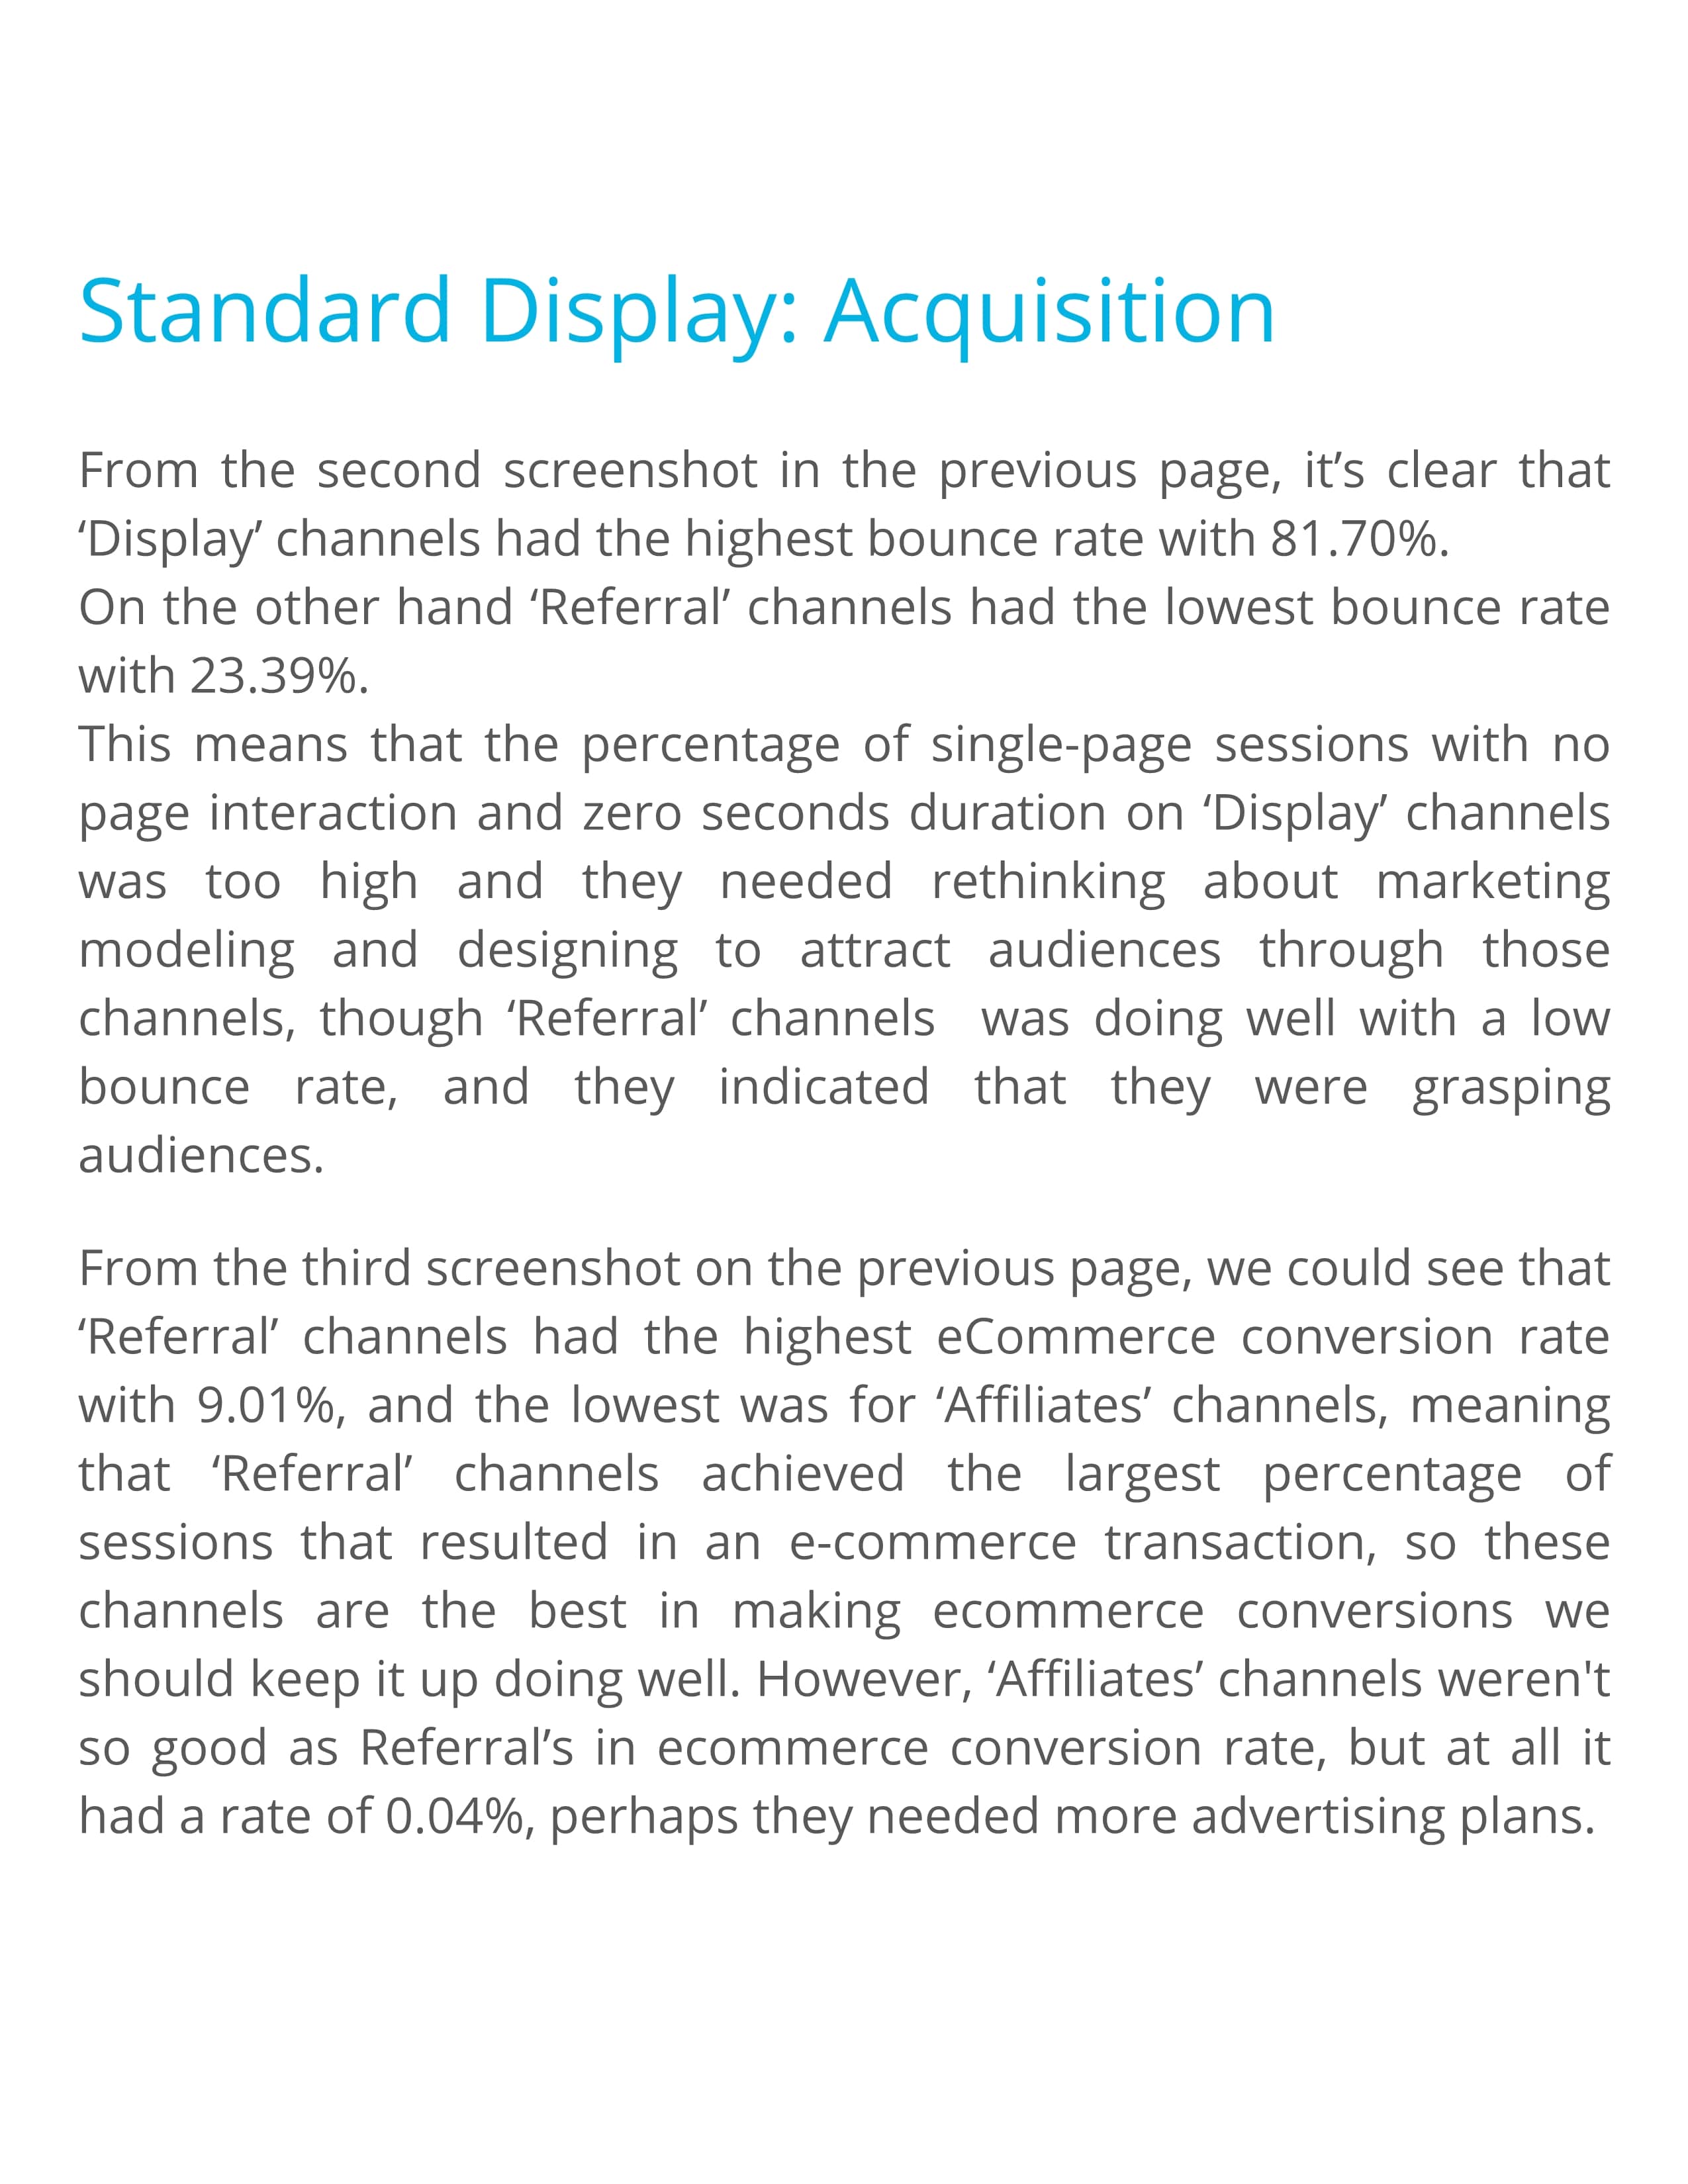 Standard Display: Acquisition
From the second screenshot in the previous page, it’s clear that
‘Display’ channels had the highest bounce rate with 81.70%.
On the other hand ‘Referral’ channels had the lowest bounce rate
with 23.39%.
This means that the percentage of single-page sessions with no
page interaction and zero seconds duration on ‘Display’ channels
was too high and they needed rethinking about marketing
modeling and designing to attract audiences through those
channels, though ‘Referral’ channels  was doing well with a low
bounce rate, and they indicated that they were grasping
audiences.
From the third screenshot on the previous page, we could see that
‘Referral’ channels had the highest eCommerce conversion rate
with 9.01%, and the lowest was for ‘Affiliates’ channels, meaning
that ‘Referral’ channels achieved the largest percentage of
sessions that resulted in an e-commerce transaction, so these
channels are the best in making ecommerce conversions we
should keep it up doing well. However, ‘Affiliates’ channels weren't
so good as Referral’s in ecommerce conversion rate, but at all it
had a rate of 0.04%, perhaps they needed more advertising plans.